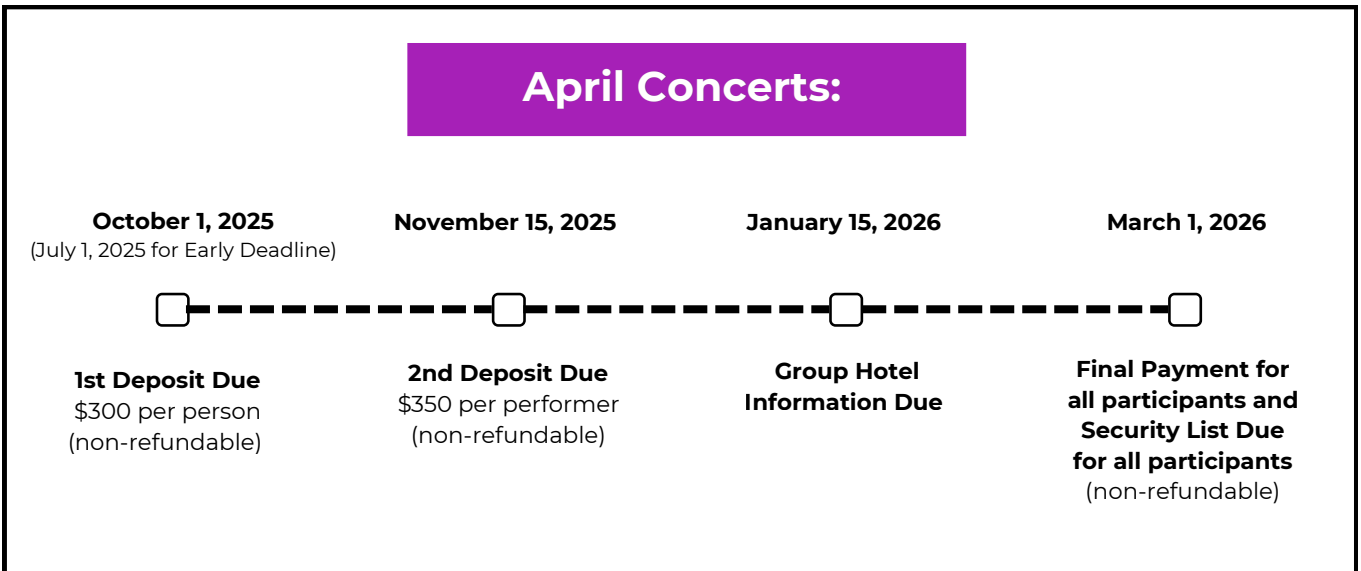 April Concerts:
October 1, 2025
(July 1, 2025 for Early Deadline)
November 15, 2025
January 15, 2026
March 1, 2026
1st Deposit Due
$300 per person
(non-refundable)
2nd Deposit Due
$350 per performer
(non-refundable)
Group Hotel
Information Due
Final Payment for
all participants and
Security List Due
for all participants
(non-refundable)